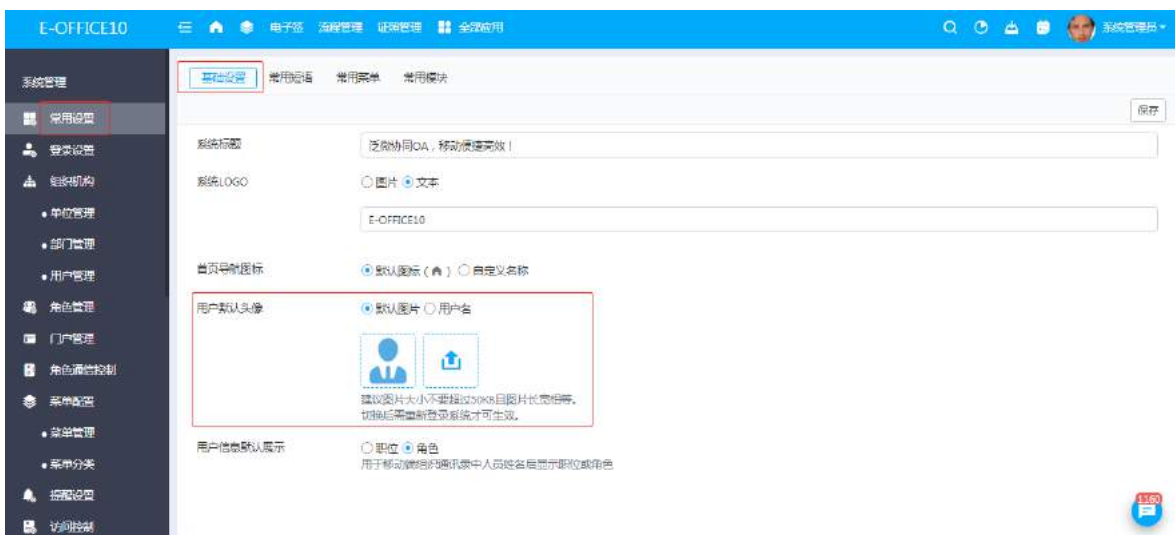 E-OFFICE10
电子签 流程管理 证照管理 全部应用
系统管理员
系统管理
常用设置
登录设置
组织机构
单位管理
部门管理
用户管理
角色管理
门户管理
角色通信控制
菜单配置
菜单管理
菜单分类
提醒设置
访问控制
基础设置 常用短语 常用菜单 常用模块
保存
系统标题 泛微协同OA,移动便捷高效!
系统LOGO 图片 文本
E-OFFICE10
首页导航图标 默认图标 ( ) 自定义名称
用户默认头像 默认图片 用户名
建议图片大小不要超过50KB且图片长宽相等。
切换后需重新登录系统才可生效。
用户信息默认展示 职位 角色
用于移动端组织通讯录中人员姓名后显示职位或角色
1160